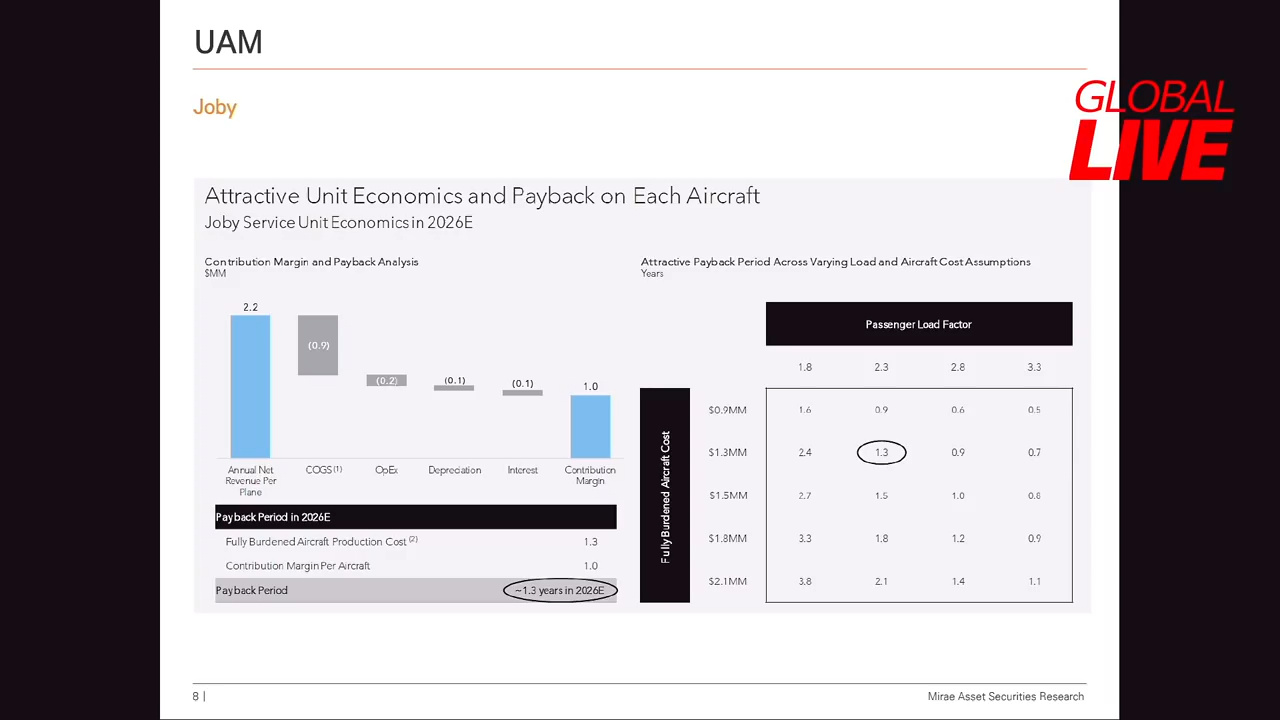 UAM
GLOBAL
LIVE
Joby
Attractive Unit Economics and Payback on Each Aircraft
Joby Service Unit Economics in 2026E
Contribution Margin and Payback Analysis
$MM
2.2
(0.9)
(0.2)
(0.1)
(0.1)
1.0
Annual Net
Revenue Per
Plane
COGS (1)
OpEx
Depreciation
Interest
Contribution
Margin
Payback Period in 2026E
Fully Burdened Aircraft Production Cost (2) 1.3
Contribution Margin Per Aircraft 1.0
Payback Period ~1.3 years in 2026E
Attractive Payback Period Across Varying Load and Aircraft Cost Assumptions
Years
Passenger Load Factor
1.8 2.3 2.8 3.3
Fully Burdened Aircraft Cost
$0.9MM 1.6 0.9 0.6 0.5
$1.3MM 2.4 1.3 0.9 0.7
$1.5MM 2.7 1.5 1.0 0.8
$1.8MM 3.3 1.8 1.2 0.9
$2.1MM 3.8 2.1 1.4 1.1
8 |
Mirae Asset Securities Research